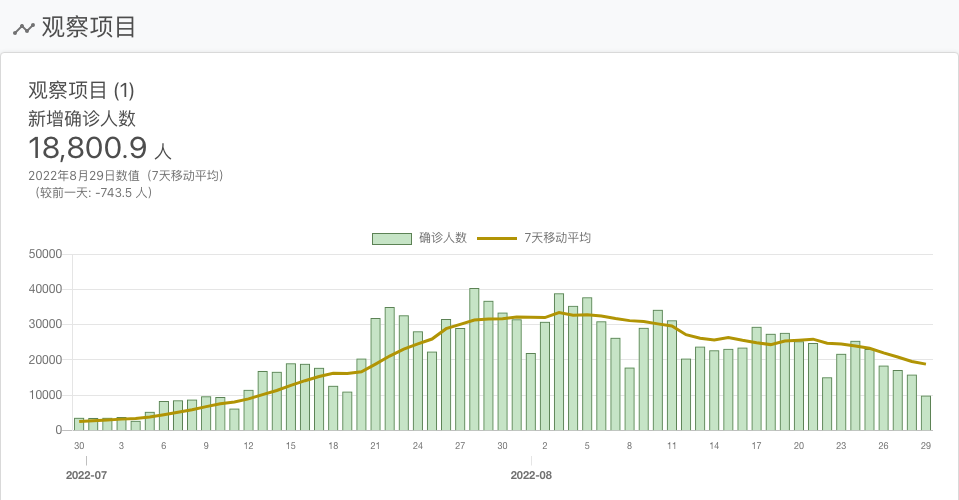 观察项目
观察项目 (1)
新增确诊人数
18,800.9 人
2022年8月29日数值（7天移动平均）
（较前一天: -743.5 人）
确诊人数 7天移动平均
50000
40000
30000
20000
10000
0
30 3 6 9 12 15 18 21 24 27 30 2 5 8 11 14 17 20 23 26 29
2022-07 2022-08